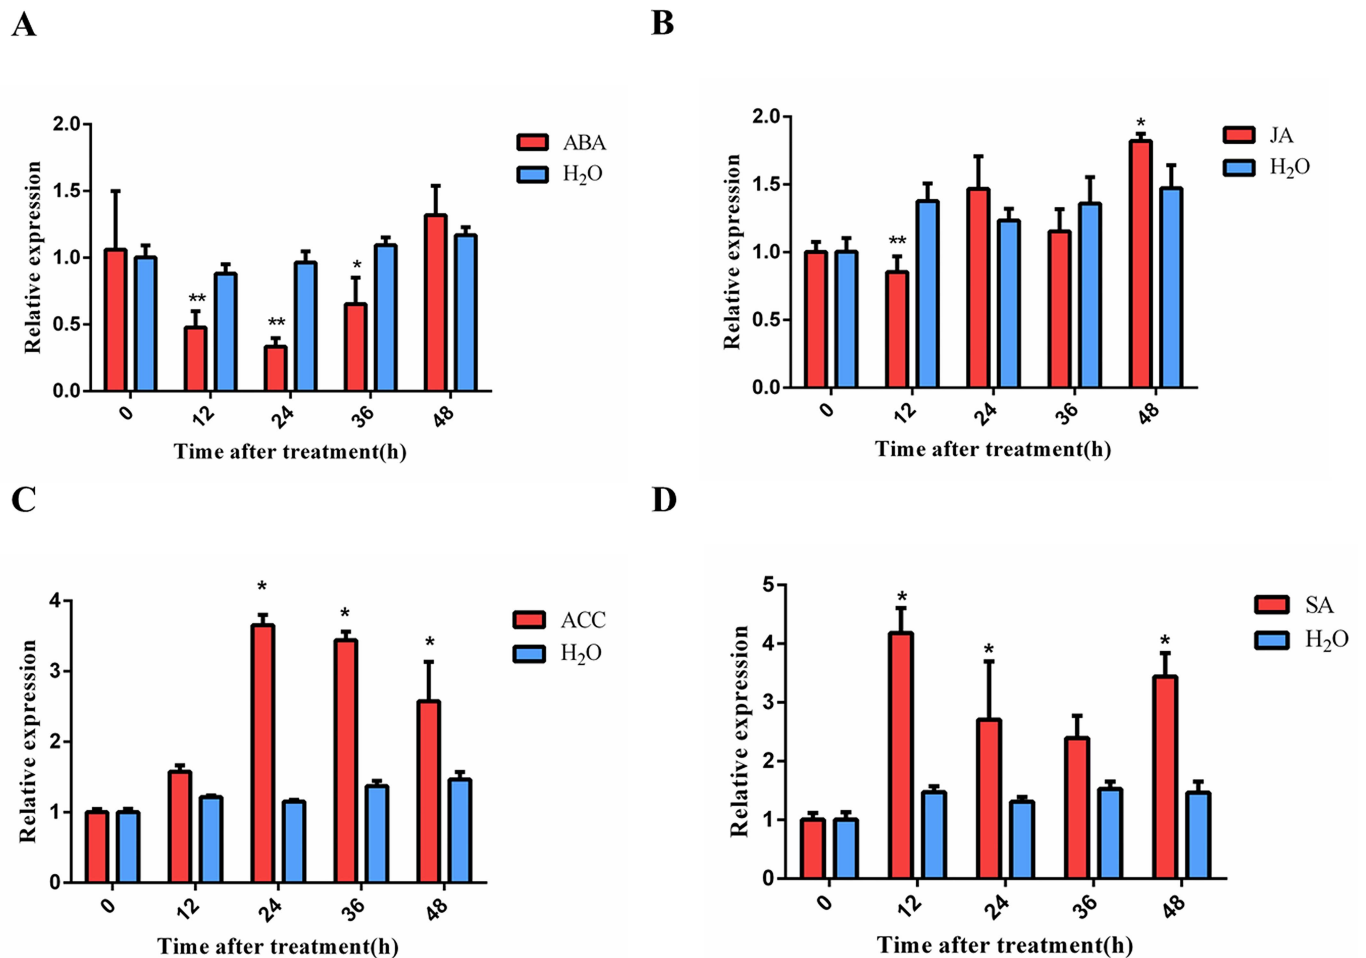 A
2.0
1.5
1.0
0.5
0.0
Relative expression
**
**
*
ABA
H₂O
0
12
24
36
48
Time after treatment(h)
B
2.0
1.5
1.0
0.5
0.0
Relative expression
**
*
JA
H₂O
0
12
24
36
48
Time after treatment(h)
C
4
3
2
1
0
Relative expression
*
*
*
ACC
H₂O
0
12
24
36
48
Time after treatment(h)
D
5
4
3
2
1
0
Relative expression
*
*
*
SA
H₂O
0
12
24
36
48
Time after treatment(h)